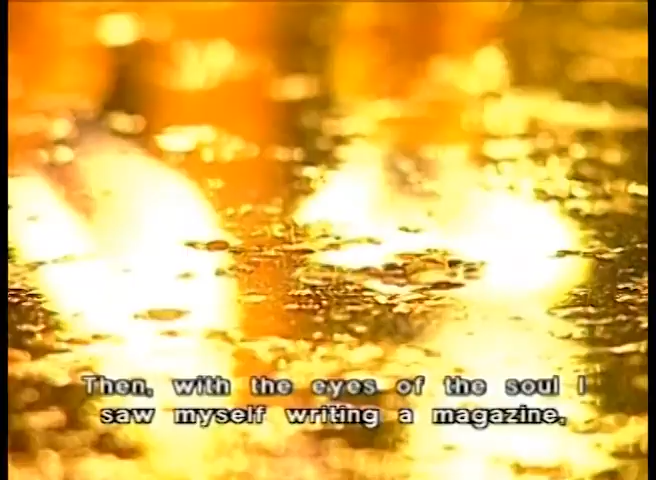 Then, with the eyes of the soul I
saw myself writing a magazine.